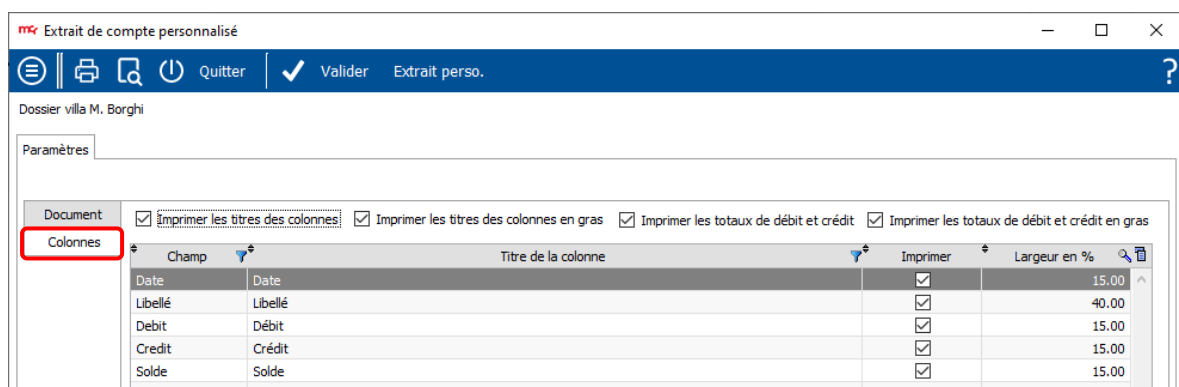 mcr Extrait de compte personnalisé
Quitter Valider Extrait perso. ?
Dossier villa M. Borghi
Paramètres
Document Imprimer les titres des colonnes Imprimer les titres des colonnes en gras Imprimer les totaux de débit et crédit Imprimer les totaux de débit et crédit en gras
Colonnes
Champ Titre de la colonne Imprimer Largeur en %
Date Date 15.00
Libellé Libellé 40.00
Debit Débit 15.00
Credit Crédit 15.00
Solde Solde 15.00